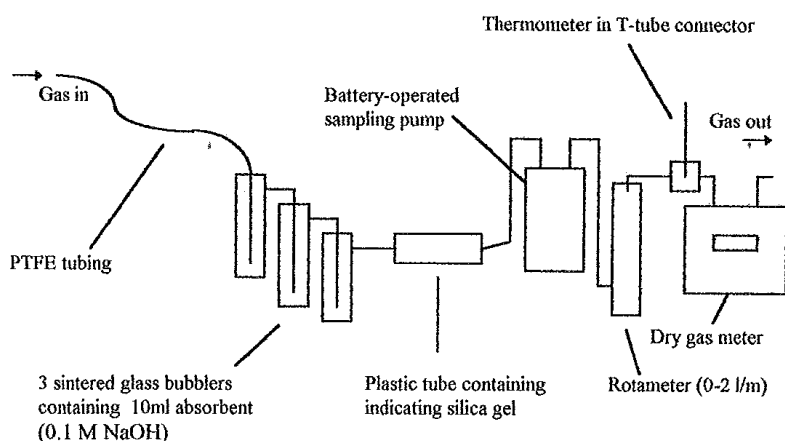 Thermometer in T-tube connector
Gas in
Battery-operated
sampling pump
Gas out
PTFE tubing
Dry gas meter
3 sintered glass bubblers
containing 10ml absorbent
(0.1 M NaOH)
Plastic tube containing
indicating silica gel
Rotameter (0-2 l/m)